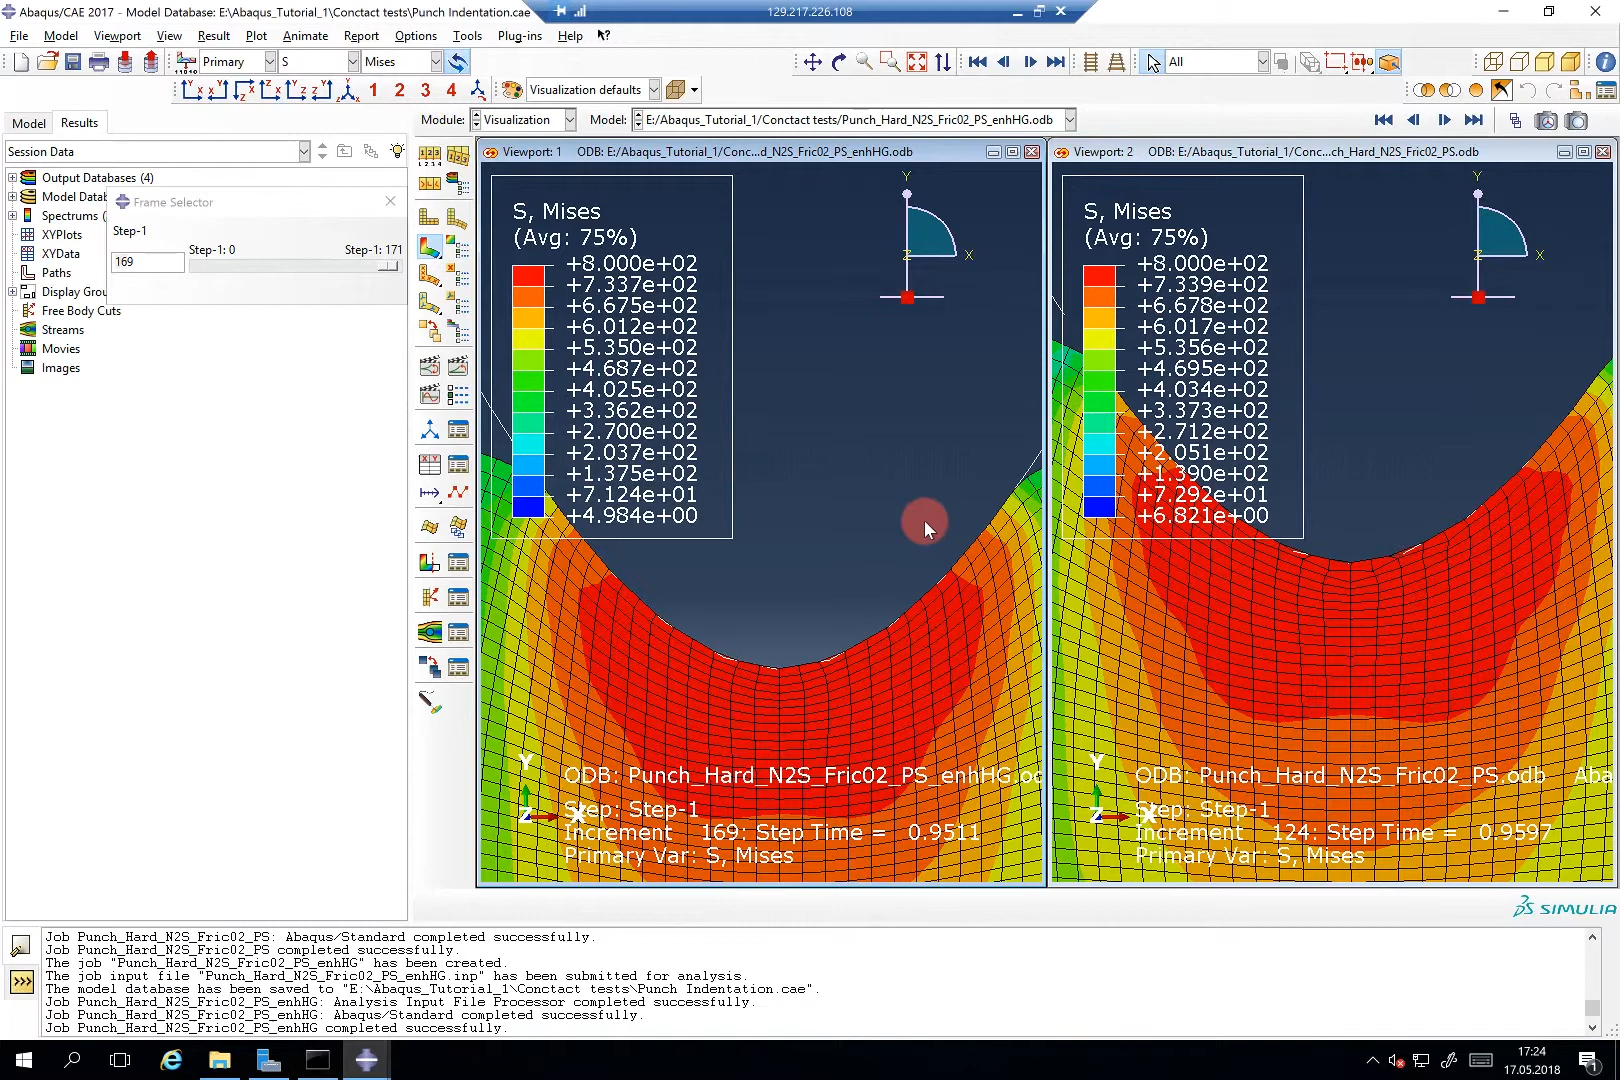 Abaqus/CAE 2017 - Model Database: E:\Abaqus_Tutorial_1\Conctact tests\Punch Indentation.cae
129.217.226.108
File Model Viewport View Result Plot Animate Report Options Tools Plug-ins Help
Primary S Mises All
1 2 3 4 Visualization defaults
Model Results Module: Visualization Model: E:/Abaqus_Tutorial_1/Conctact tests/Punch_Hard_N2S_Fric02_PS_enhHG.odb
Session Data
Output Databases (4)
Model Datab
Spectrums (
XYPlots
XYData
Paths
Display Grou
Free Body Cuts
Streams
Movies
Images
Frame Selector
Step-1
Step-1: 0 Step-1: 171
169
Viewport: 1 ODB: E:/Abaqus_Tutorial_1/Conc...d_N2S_Fric02_PS_enhHG.odb
S, Mises
(Avg: 75%)
+8.000e+02
+7.337e+02
+6.675e+02
+6.012e+02
+5.350e+02
+4.687e+02
+4.025e+02
+3.362e+02
+2.700e+02
+2.037e+02
+1.375e+02
+7.124e+01
+4.984e+00
Y
Z X
Y
Z X
ODB: Punch_Hard_N2S_Fric02_PS_enhHG.od
Step: Step-1
Increment 169: Step Time = 0.9511
Primary Var: S, Mises
Viewport: 2 ODB: E:/Abaqus_Tutorial_1/Conc...ch_Hard_N2S_Fric02_PS.odb
S, Mises
(Avg: 75%)
+8.000e+02
+7.339e+02
+6.678e+02
+6.017e+02
+5.356e+02
+4.695e+02
+4.034e+02
+3.373e+02
+2.712e+02
+2.051e+02
+1.390e+02
+7.292e+01
+6.821e+00
Y
Z X
Y
Z X
ODB: Punch_Hard_N2S_Fric02_PS.odb Aba
Step: Step-1
Increment 124: Step Time = 0.9597
Primary Var: S, Mises
SIMULIA
Job Punch_Hard_N2S_Fric02_PS: Abaqus/Standard completed successfully.
Job Punch_Hard_N2S_Fric02_PS completed successfully.
The job "Punch_Hard_N2S_Fric02_PS_enhHG" has been created.
The job input file "Punch_Hard_N2S_Fric02_PS_enhHG.inp" has been submitted for analysis.
The model database has been saved to "E:\Abaqus_Tutorial_1\Conctact tests\Punch Indentation.cae".
Job Punch_Hard_N2S_Fric02_PS_enhHG: Analysis Input File Processor completed successfully.
Job Punch_Hard_N2S_Fric02_PS_enhHG: Abaqus/Standard completed successfully.
Job Punch_Hard_N2S_Fric02_PS_enhHG completed successfully.
>>>
17:24
17.05.2018
1